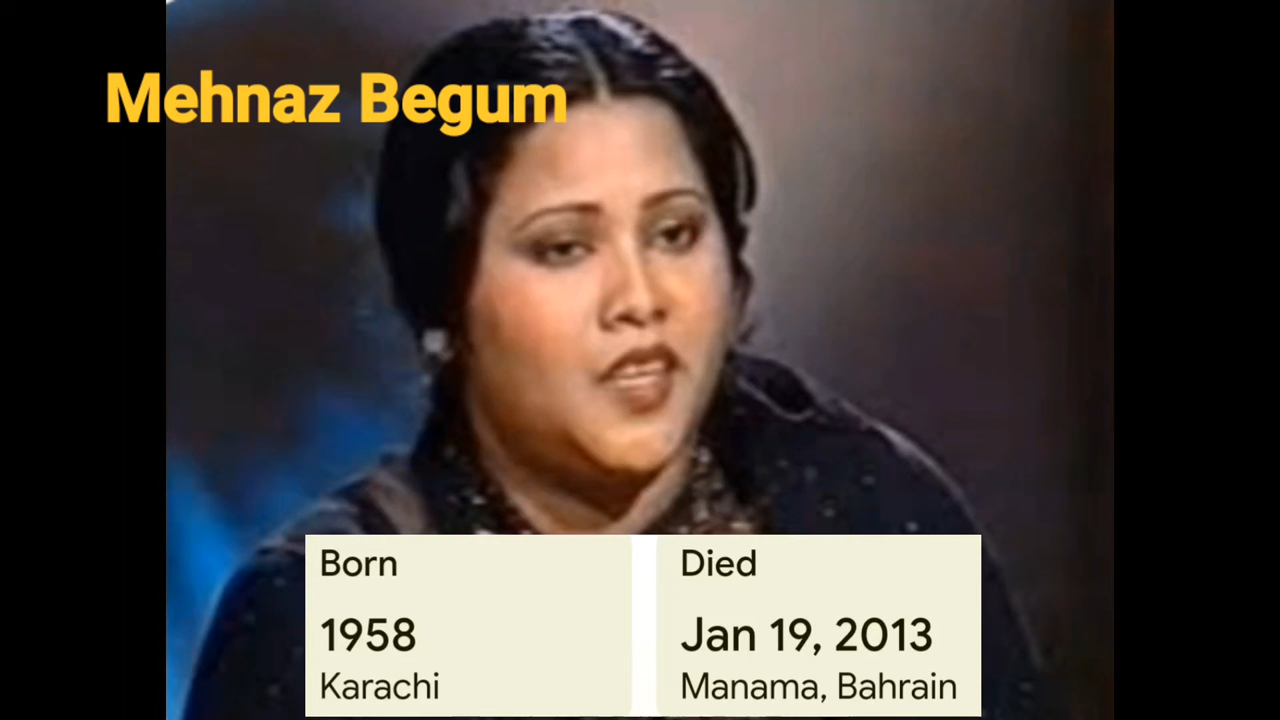 Mehnaz Begum
Born
1958
Karachi
Died
Jan 19, 2013
Manama, Bahrain